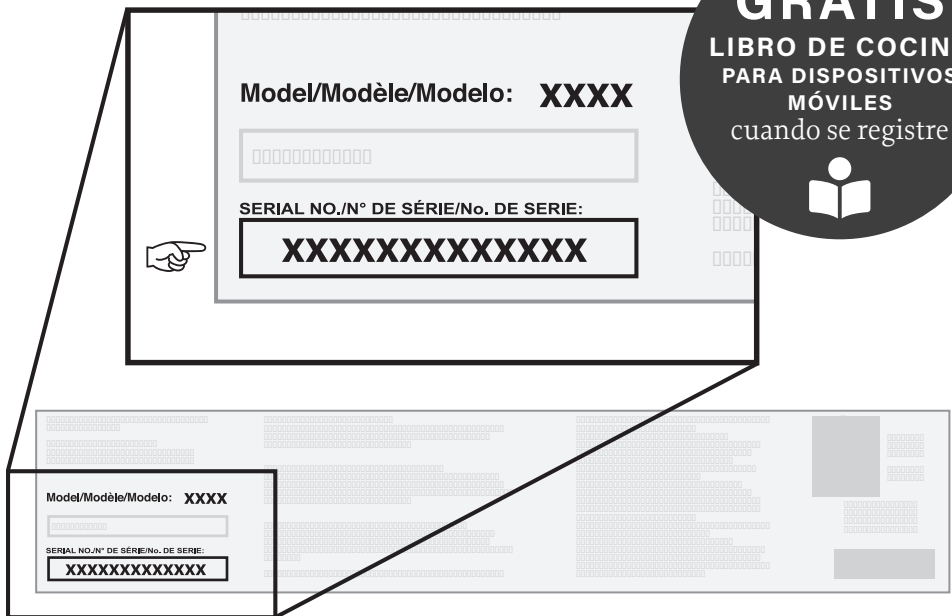 GRATIS
LIBRO DE COCIN
PARA DISPOSITIVOS
MÓVILES
cuando se registre
Model/Modèle/Modelo: XXXX
SERIAL NO./N° DE SÉRIE/No. DE SERIE:
XXXXXXXXXXXXX
Model/Modèle/Modelo: XXXX
SERIAL NO./N° DE SÉRIE/No. DE SERIE:
XXXXXXXXXXXXX